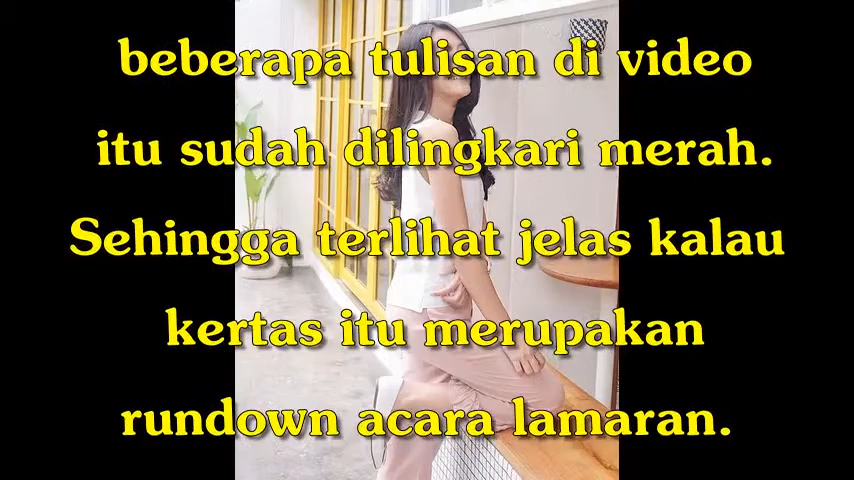 beberapa tulisan di video
itu sudah dilingkari merah.
Sehingga terlihat jelas kalau
kertas itu merupakan
rundown acara lamaran.